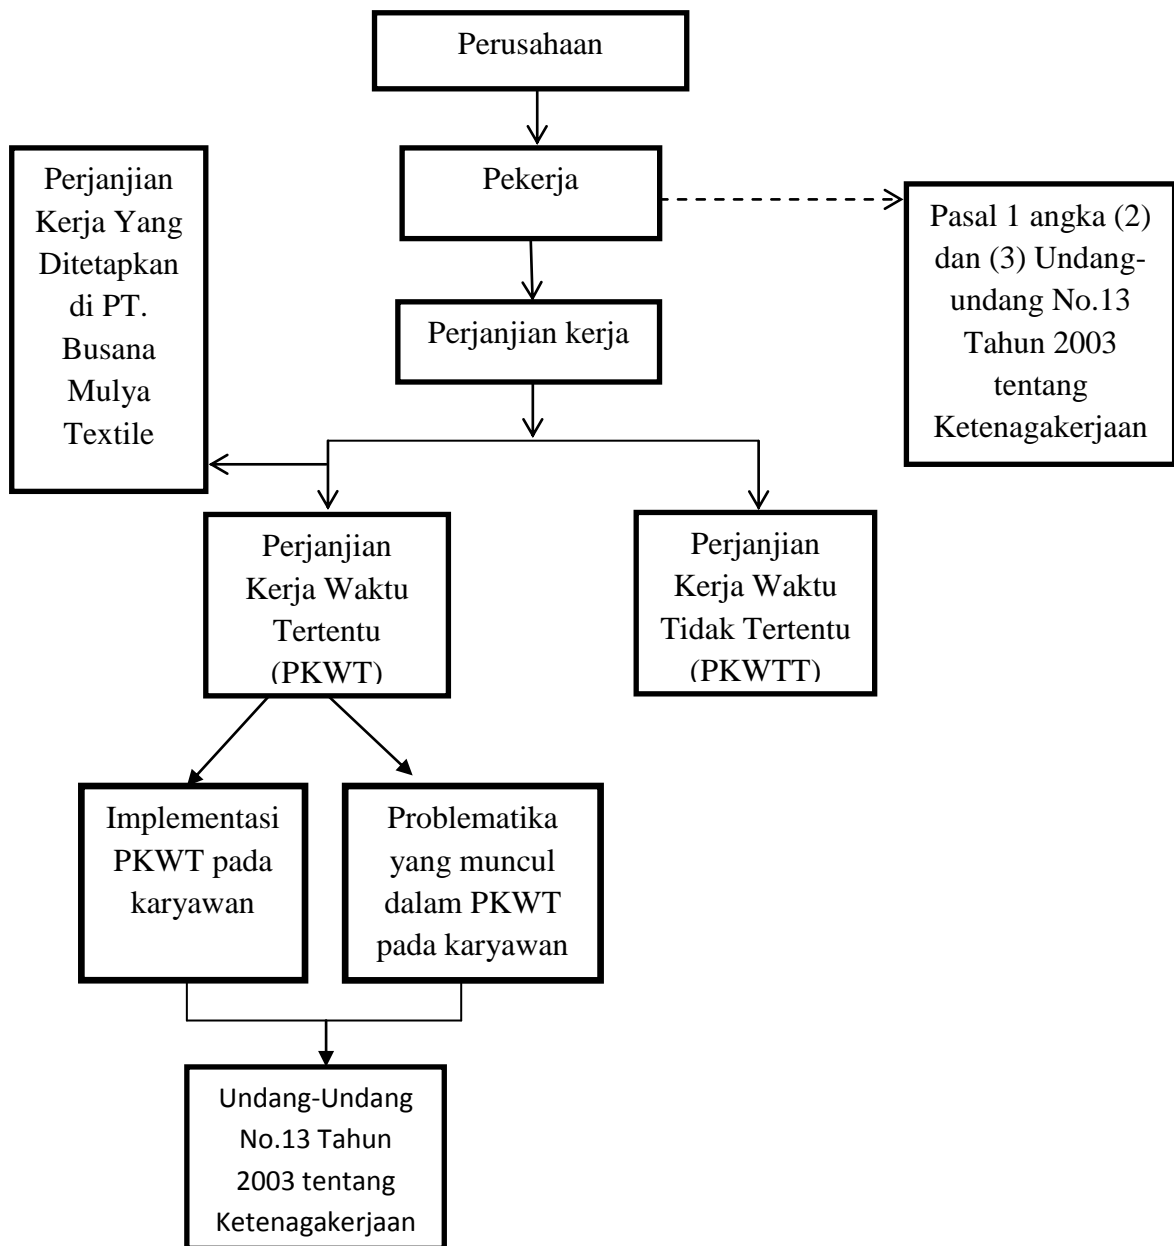 Perusahaan
Pekerja
Perjanjian
Kerja Yang
Ditetapkan
di PT.
Busana
Mulya
Textile
Pasal 1 angka (2)
dan (3) Undang-
undang No.13
Tahun 2003
tentang
Ketenagakerjaan
Perjanjian kerja
Perjanjian
Kerja Waktu
Tertentu
(PKWT)
Perjanjian
Kerja Waktu
Tidak Tertentu
(PKWTT)
Implementasi
PKWT pada
karyawan
Problematika
yang muncul
dalam PKWT
pada karyawan
Undang-Undang
No.13 Tahun
2003 tentang
Ketenagakerjaan